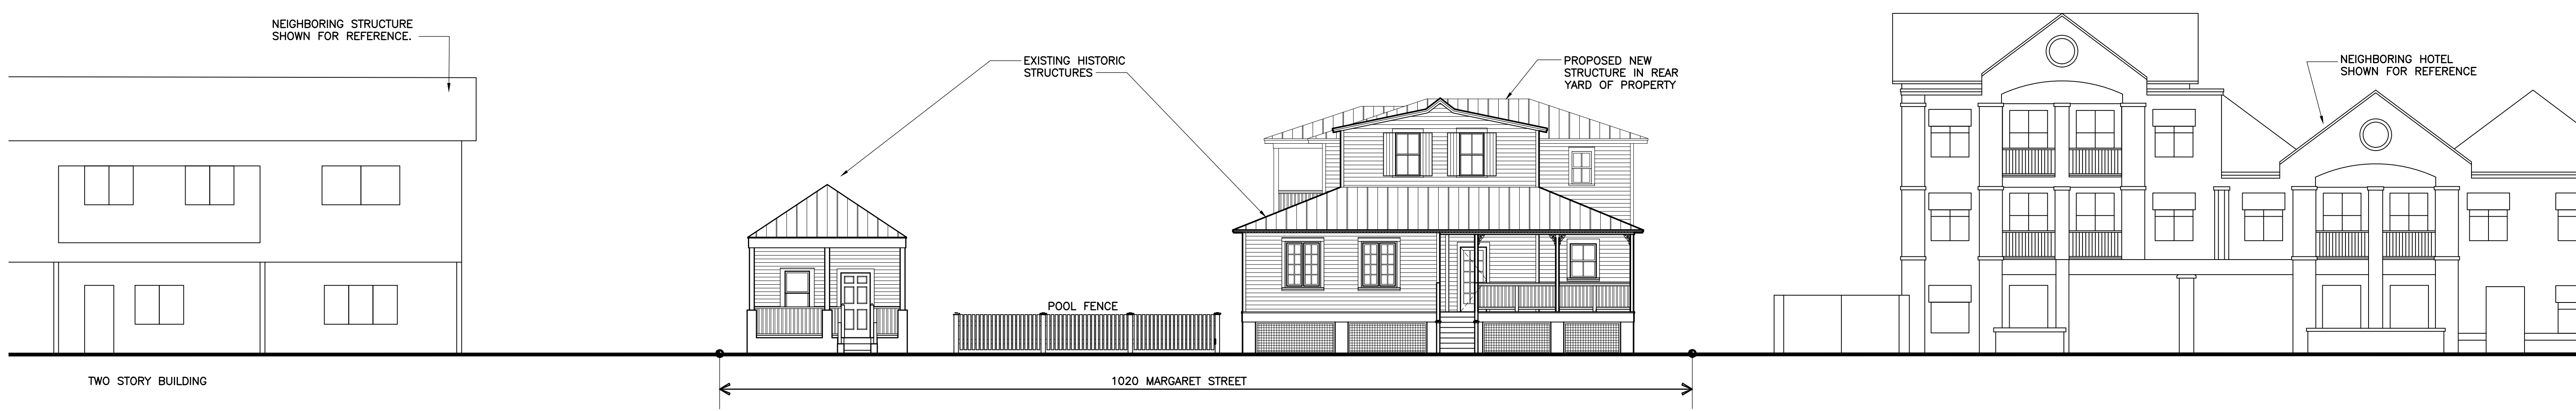 NEIGHBORING STRUCTURE
SHOWN FOR REFERENCE.
EXISTING HISTORIC
STRUCTURES
PROPOSED NEW
STRUCTURE IN REAR
YARD OF PROPERTY
NEIGHBORING HOTEL
SHOWN FOR REFERENCE
POOL FENCE
TWO STORY BUILDING
1020 MARGARET STREET